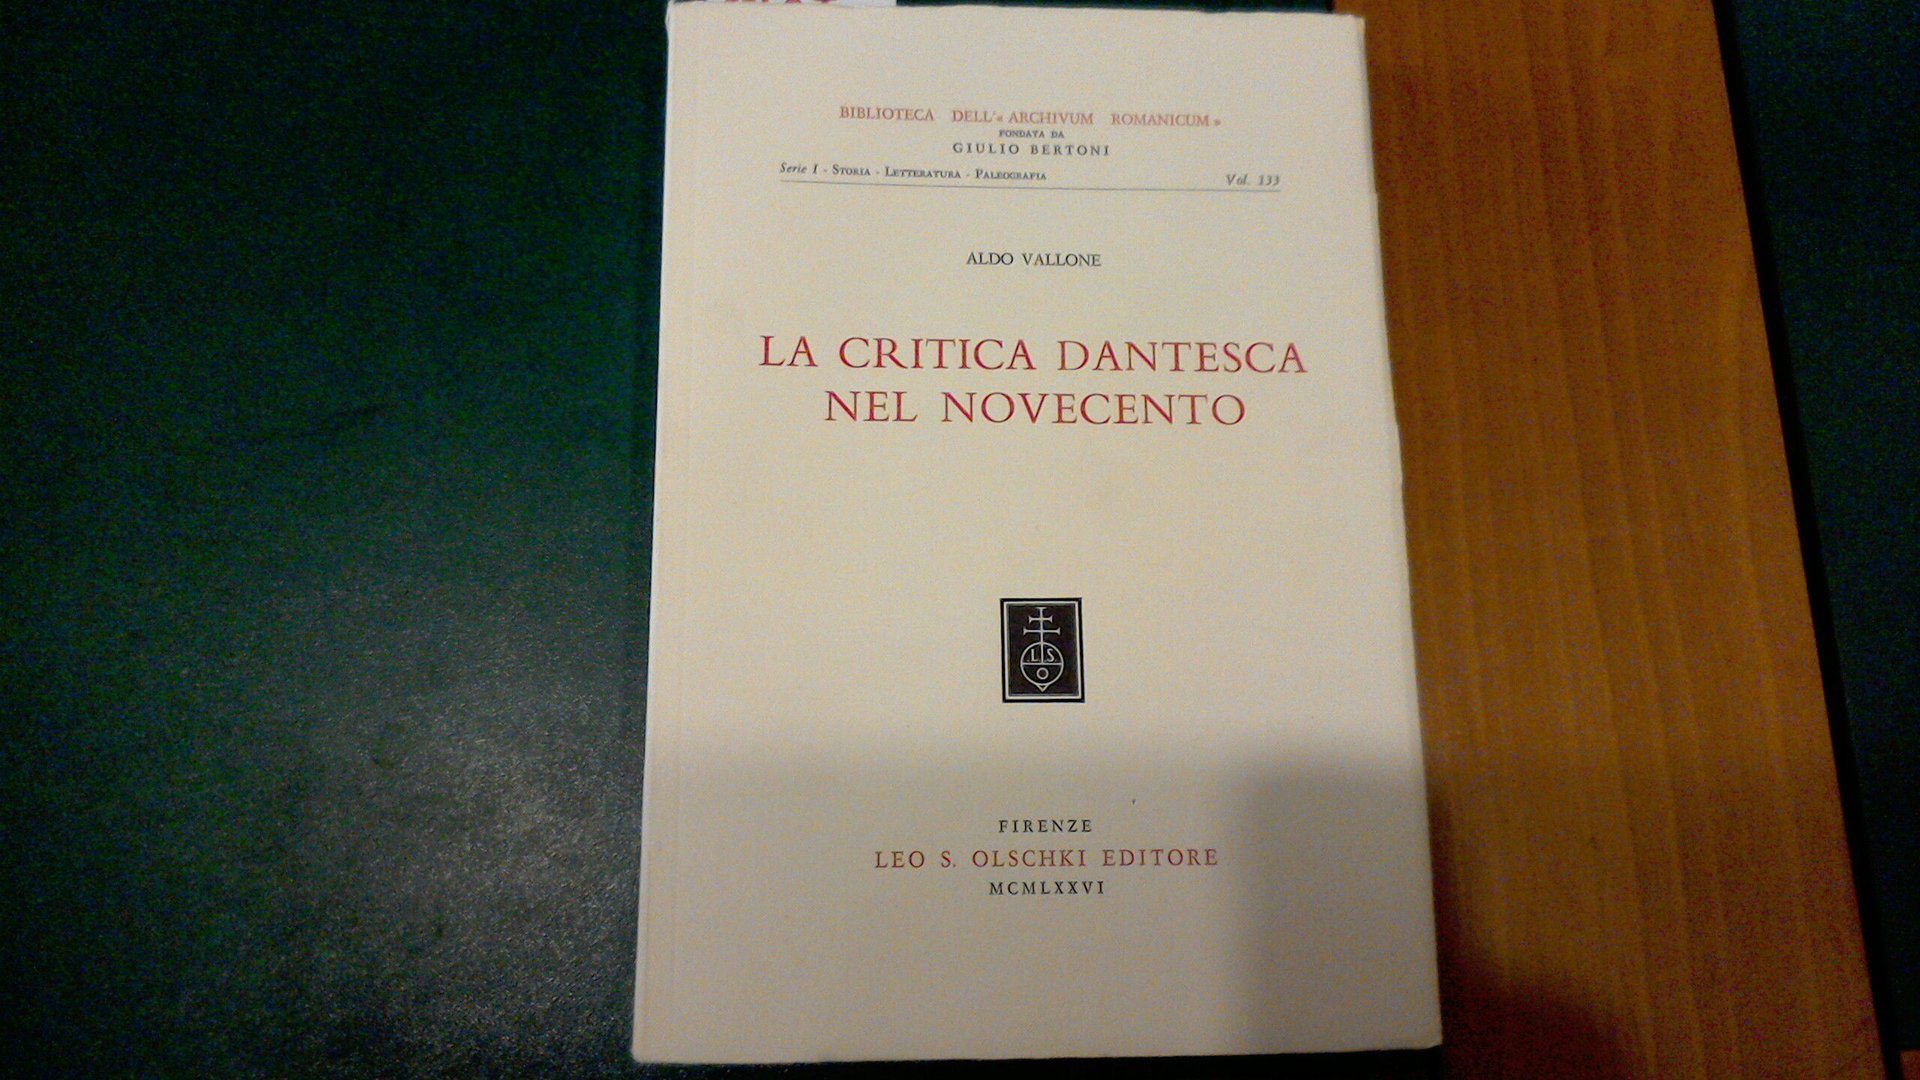 BIBLIOTECA DELL'« ARCHIVUM ROMANICUM »
FONDATA DA
GIULIO BERTONI
Serie I - STORIA - LETTERATURA - PALEOGRAFIA Vol. 133
ALDO VALLONE
LA CRITICA DANTESCA
NEL NOVECENTO
L S
O
FIRENZE
LEO S. OLSCHKI EDITORE
MCMLXXVI